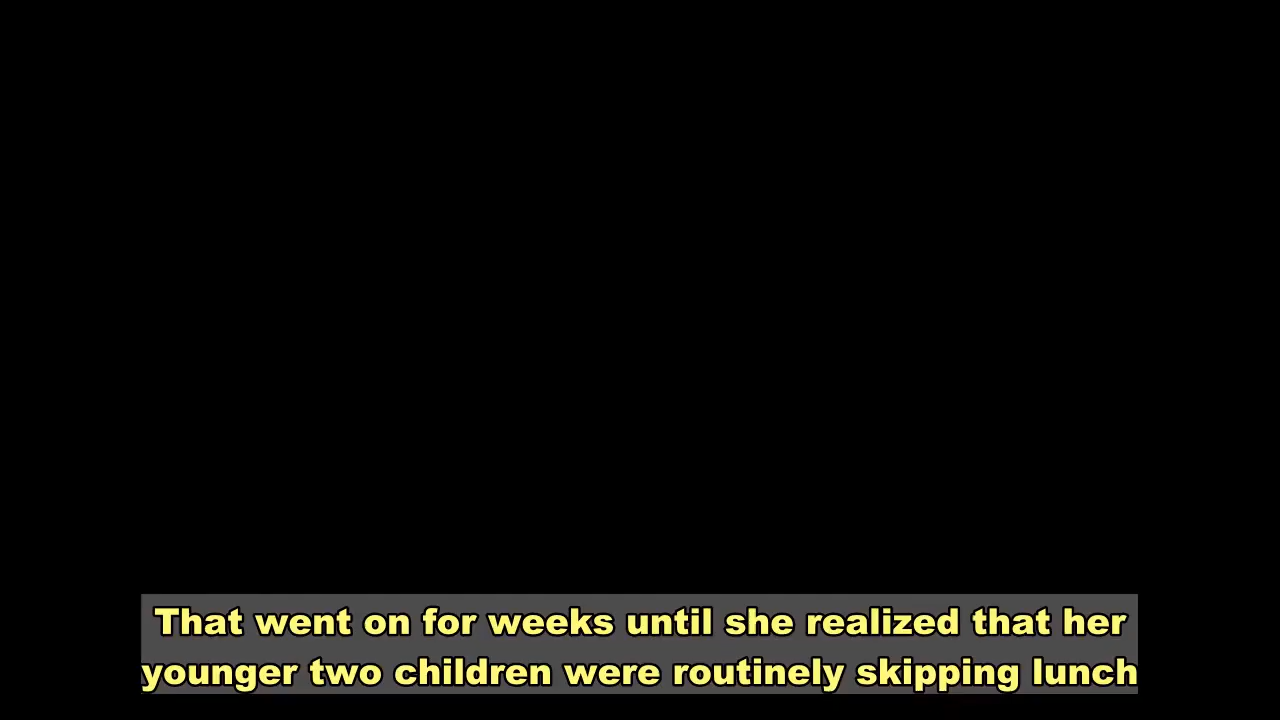 That went on for weeks until she realized that her
younger two children were routinely skipping lunch